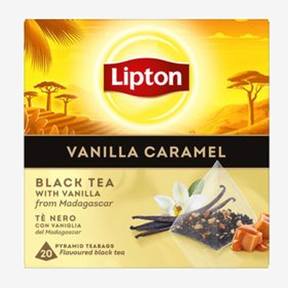 Lipton
VANILLA CARAMEL
BLACK TEA
WITH VANILLA
from Madagascar
TÈ NERO
CON VANIGLIA
del Madagascar
20
PYRAMID TEABAGS
Flavoured black tea